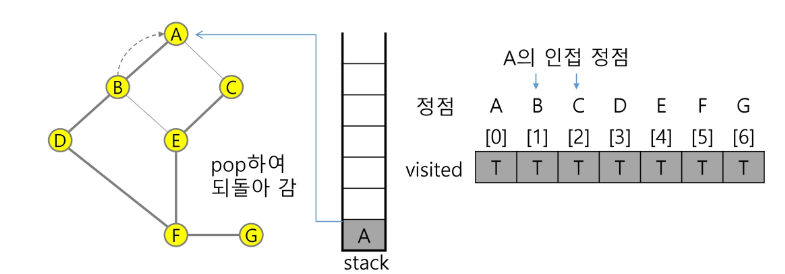 A
B
C
D
E
F
G
pop하여
되돌아 감
A
stack
A의 인접 정점
정점 A B C D E F G
[0] [1] [2] [3] [4] [5] [6]
visited T T T T T T T